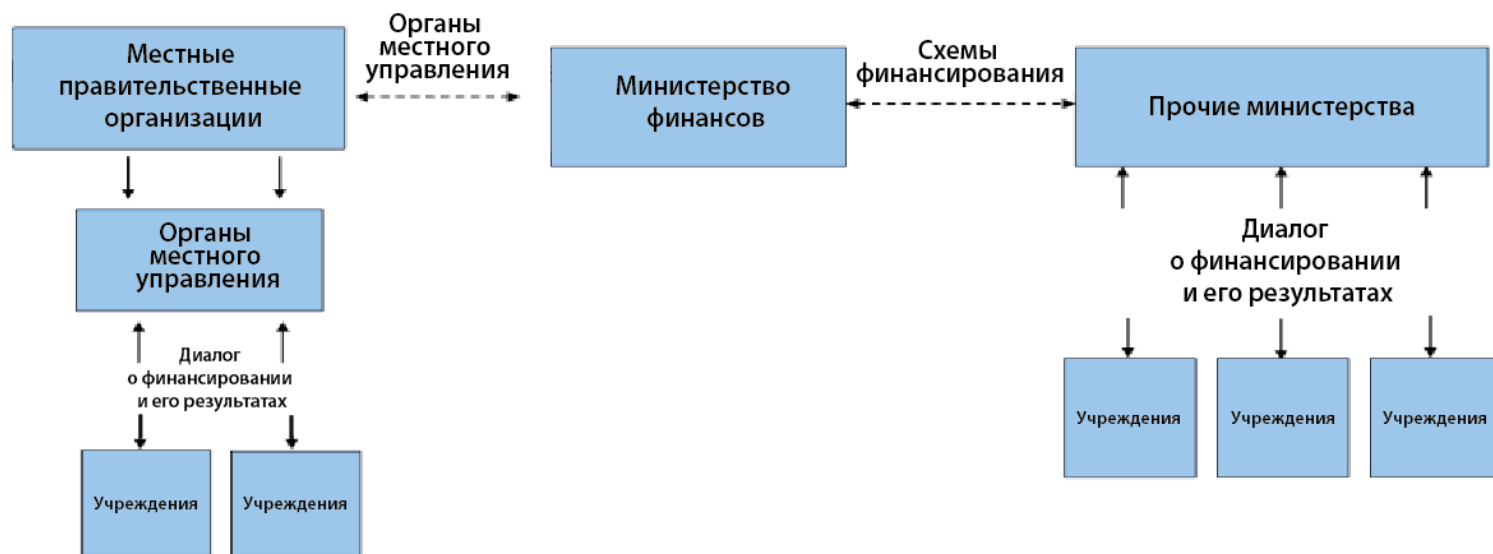 Местные
правительственные
организации
Органы
местного
управления
Министерство
финансов
Схемы
финансирования
Прочие министерства
Органы
местного
управления
Диалог
о финансировании
и его результатах
Учреждения
Учреждения
Диалог
о финансировании
и его результатах
Учреждения
Учреждения
Учреждения